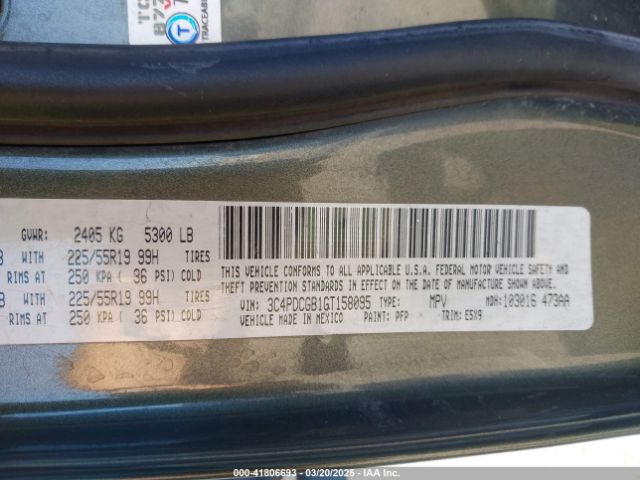 TRACEABLE
T
GVWR: 2405 KG 5300 LB
WITH 225/55R19 99H TIRES
RIMS AT 250 KPA ( 36 PSI) COLD
WITH 225/55R19 99H TIRES
RIMS AT 250 KPA ( 36 PSI) COLD
THIS VEHICLE CONFORMS TO ALL APPLICABLE U.S.A. FEDERAL MOTOR VEHICLE SAFETY AND
THEFT PREVENTION STANDARDS IN EFFECT ON THE DATE OF MANUFACTURE SHOWN ABOVE.
VIN: 3C4PDCGB1GT158095 TYPE: MPV MDH: 103016 473AA
VEHICLE MADE IN MEXICO PAINT: PFP TRIM: E5X9
000-41806693 - 03/20/2025 - IAA Inc.